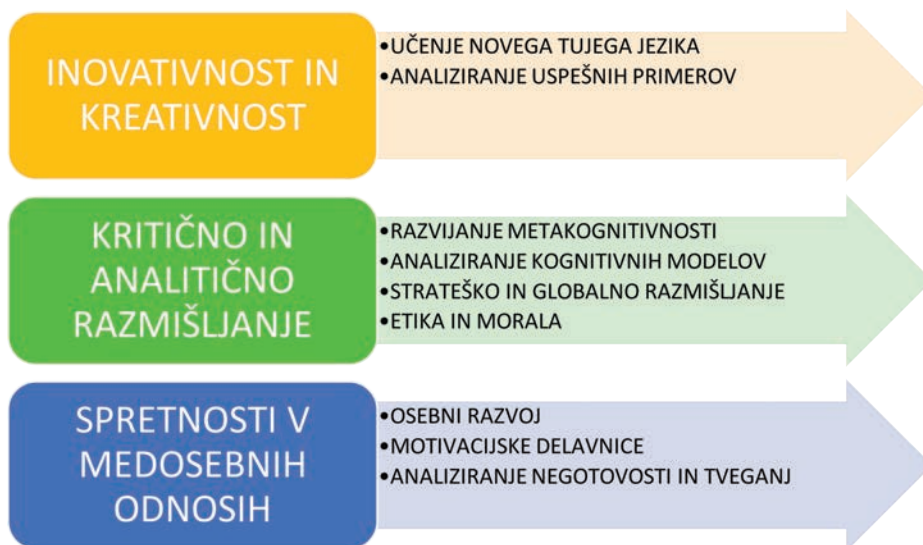 INOVATIVNOST IN
KREATIVNOST
•UČENJE NOVEGA TUJEGA JEZIKA
•ANALIZIRANJE USPEŠNIH PRIMEROV
KRITIČNO IN
ANALITIČNO
RAZMIŠLJANJE
•RAZVIJANJE METAKOGNITIVNOSTI
•ANALIZIRANJE KOGNITIVNIH MODELOV
•STRATEŠKO IN GLOBALNO RAZMIŠLJANJE
•ETIKA IN MORALA
SPRETNOSTI V
MEDOSEBNIH
ODNOSIH
•OSEBNI RAZVOJ
•MOTIVACIJSKE DELAVNICE
•ANALIZIRANJE NEGOTOVOSTI IN TVEGANJ